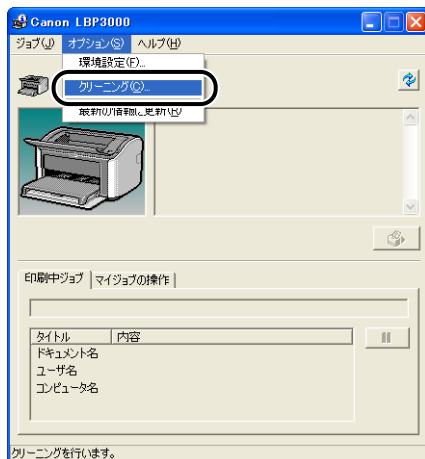 Canon LBP3000
ジョブ(J) オプション(S) ヘルプ(H)
環境設定(F)...
クリーニング(C)...
最新の情報に更新(R)
印刷中ジョブ マイジョブの操作
タイトル 内容
ドキュメント名
ユーザ名
コンピュータ名
クリーニングを行います。